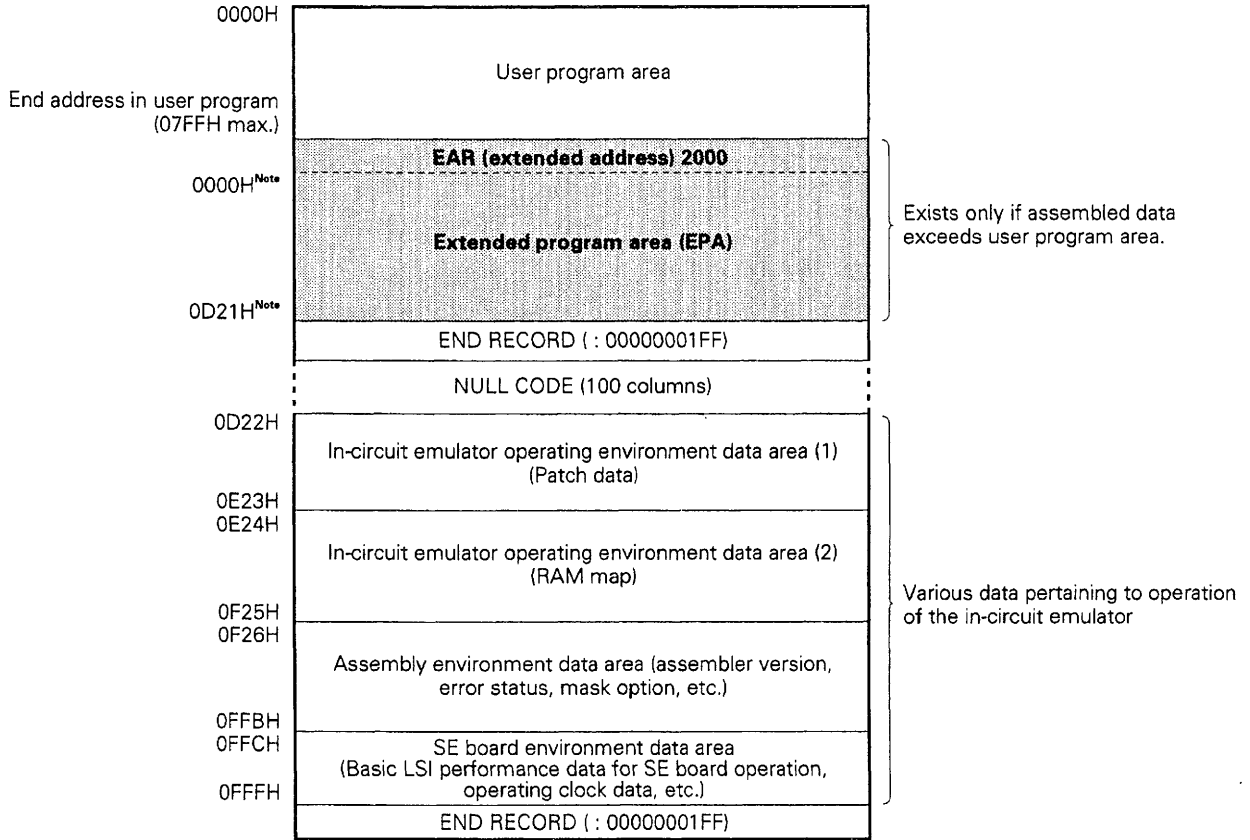 0000H
User program area
End address in user program
(07FFH max.)
EAR (extended address) 2000
0000H Note
Extended program area (EPA)
Exists only if assembled data
exceeds user program area.
0D21H Note
END RECORD ( : 00000001FF)
NULL CODE (100 columns)
0D22H
In-circuit emulator operating environment data area (1)
(Patch data)
0E23H
0E24H
In-circuit emulator operating environment data area (2)
(RAM map)
Various data pertaining to operation
of the in-circuit emulator
0F25H
0F26H
Assembly environment data area (assembler version,
error status, mask option, etc.)
0FFBH
0FFCH
SE board environment data area
(Basic LSI performance data for SE board operation,
operating clock data, etc.)
0FFFH
END RECORD ( : 00000001FF)